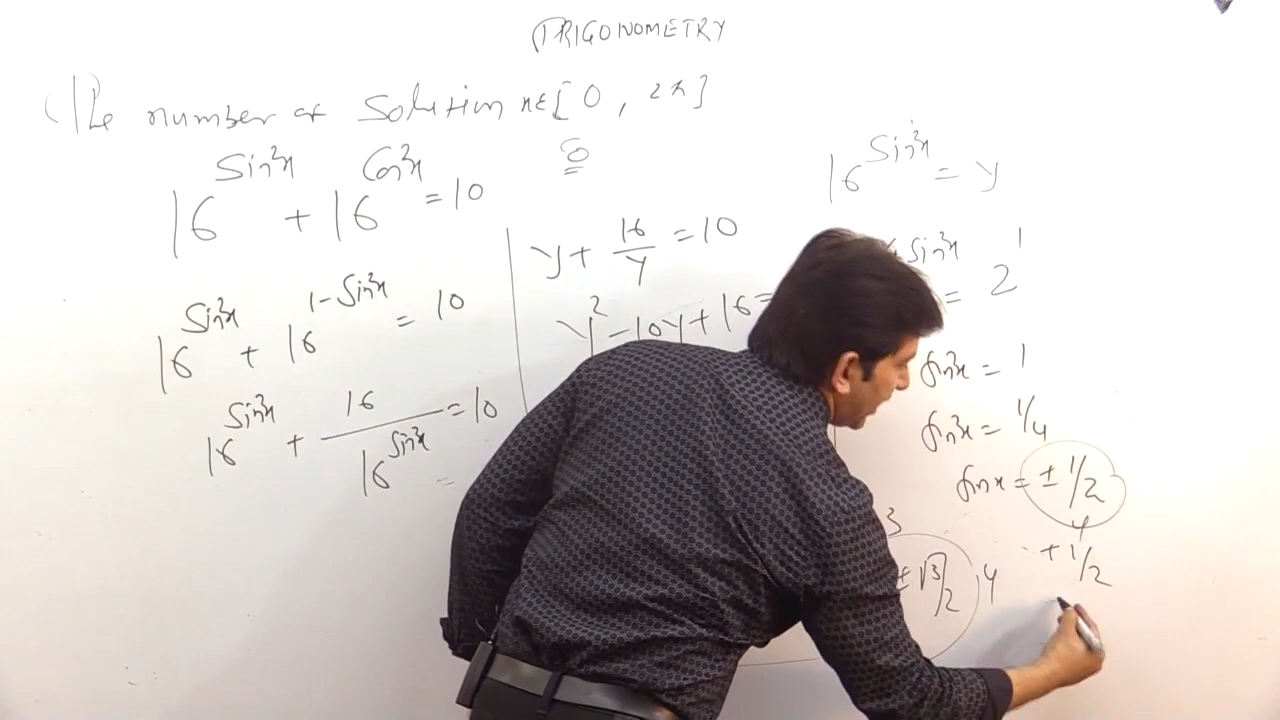 TRIGONOMETRY
The number of Solution x∈[0, 2π]
16^{Sin²x} + 16^{Cos²x} = 10
8
16^{Sin²x} + 16^{1-Sin²x} = 10
16^{Sin²x} + 16/16^{Sin²x} = 10
=
y + 16/y = 10
y² - 10y + 16 =
16^{Sin²x} = y
Sin²x = 2^1
Sin²x = 1
Sin²x = 1/4
Sin x = ± 1/2
4
+ 1/2
3
± √3/2, 4